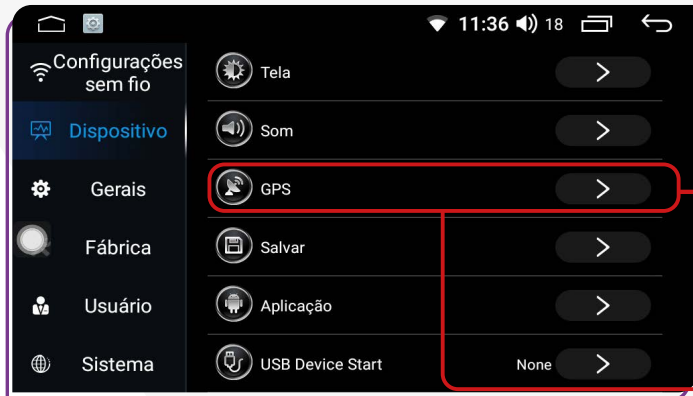 11:36 18
Configurações
sem fio
Dispositivo
Gerais
Fábrica
Usuário
Sistema
Tela
Som
GPS
Salvar
Aplicação
USB Device Start None